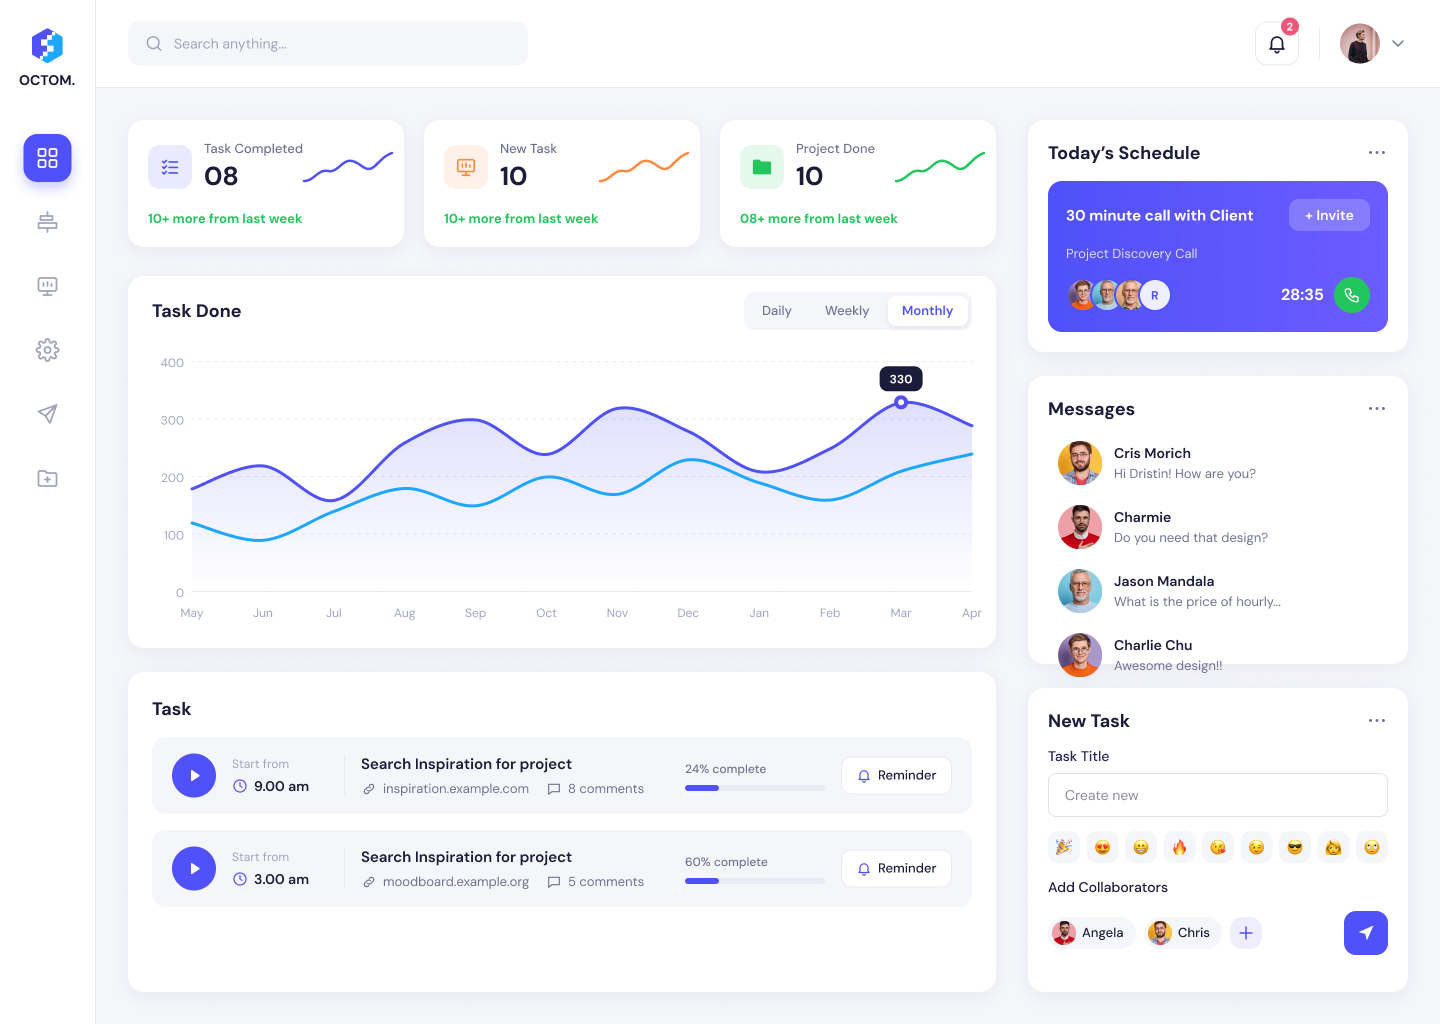 OCTOM.
Search anything...
2
Task Completed
08
10+ more from last week
New Task
10
10+ more from last week
Project Done
10
08+ more from last week
Task Done
Daily Weekly Monthly
400
300
200
100
0
330
May Jun Jul Aug Sep Oct Nov Dec Jan Feb Mar Apr
Task
Start from
9.00 am
Search Inspiration for project
inspiration.example.com 8 comments
24% complete
Reminder
Start from
3.00 am
Search Inspiration for project
moodboard.example.org 5 comments
60% complete
Reminder
Today’s Schedule
30 minute call with Client
+ Invite
Project Discovery Call
R
28:35
Messages
Cris Morich
Hi Dristin! How are you?
Charmie
Do you need that design?
Jason Mandala
What is the price of hourly...
Charlie Chu
Awesome design!!
New Task
Task Title
Create new
Add Collaborators
Angela Chris